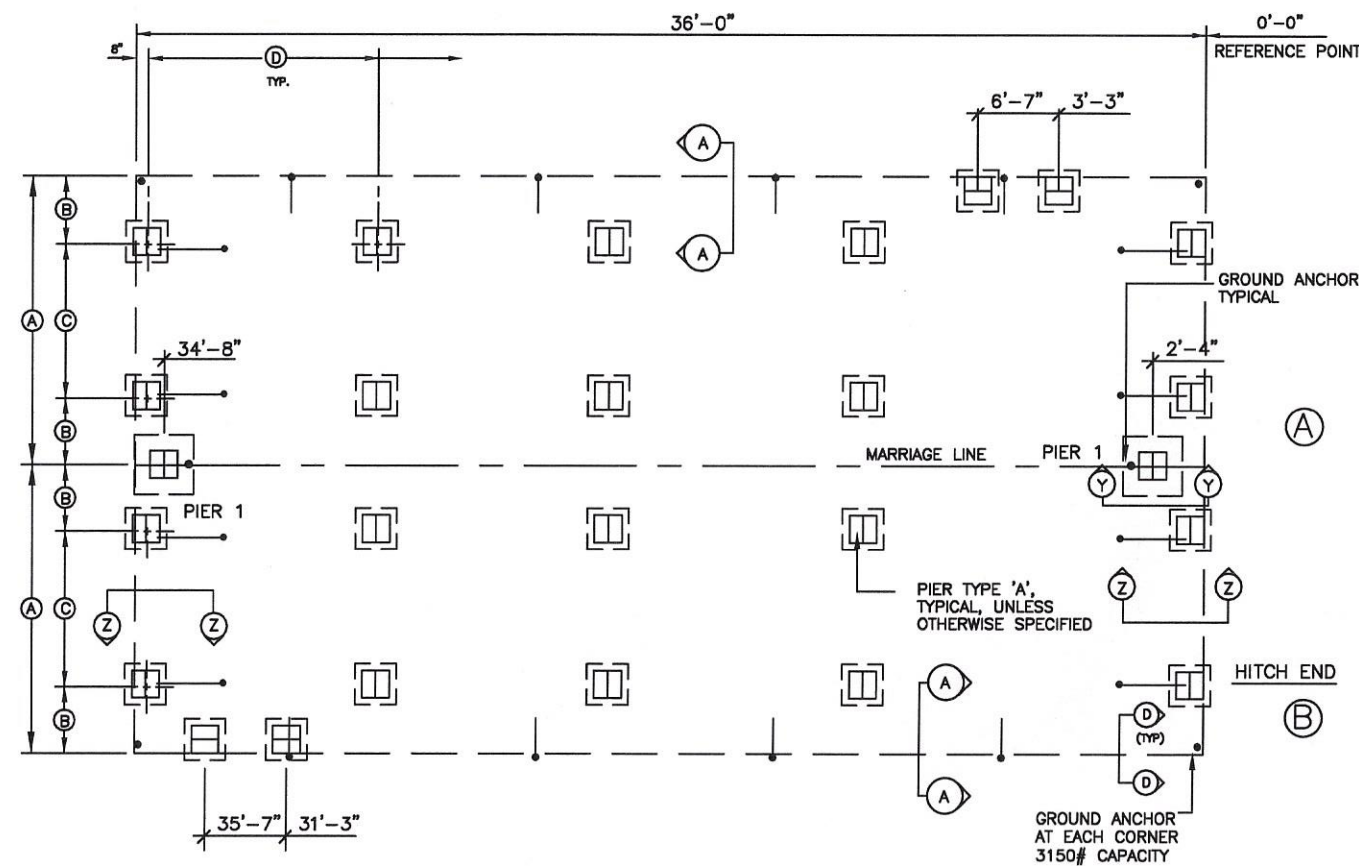 36'-0"
0'-0"
REFERENCE POINT
8"
D
TYP.
6'-7"
3'-3"
A
B
A
GROUND ANCHOR
TYPICAL
A
C
34'-8"
2'-4"
A
B
MARRIAGE LINE
PIER 1
Y
Y
B
PIER 1
PIER TYPE 'A',
TYPICAL, UNLESS
OTHERWISE SPECIFIED
Z
Z
A
C
Z
Z
HITCH END
A
B
D
(TYP)
B
D
A
35'-7"
31'-3"
GROUND ANCHOR
AT EACH CORNER
3150# CAPACITY